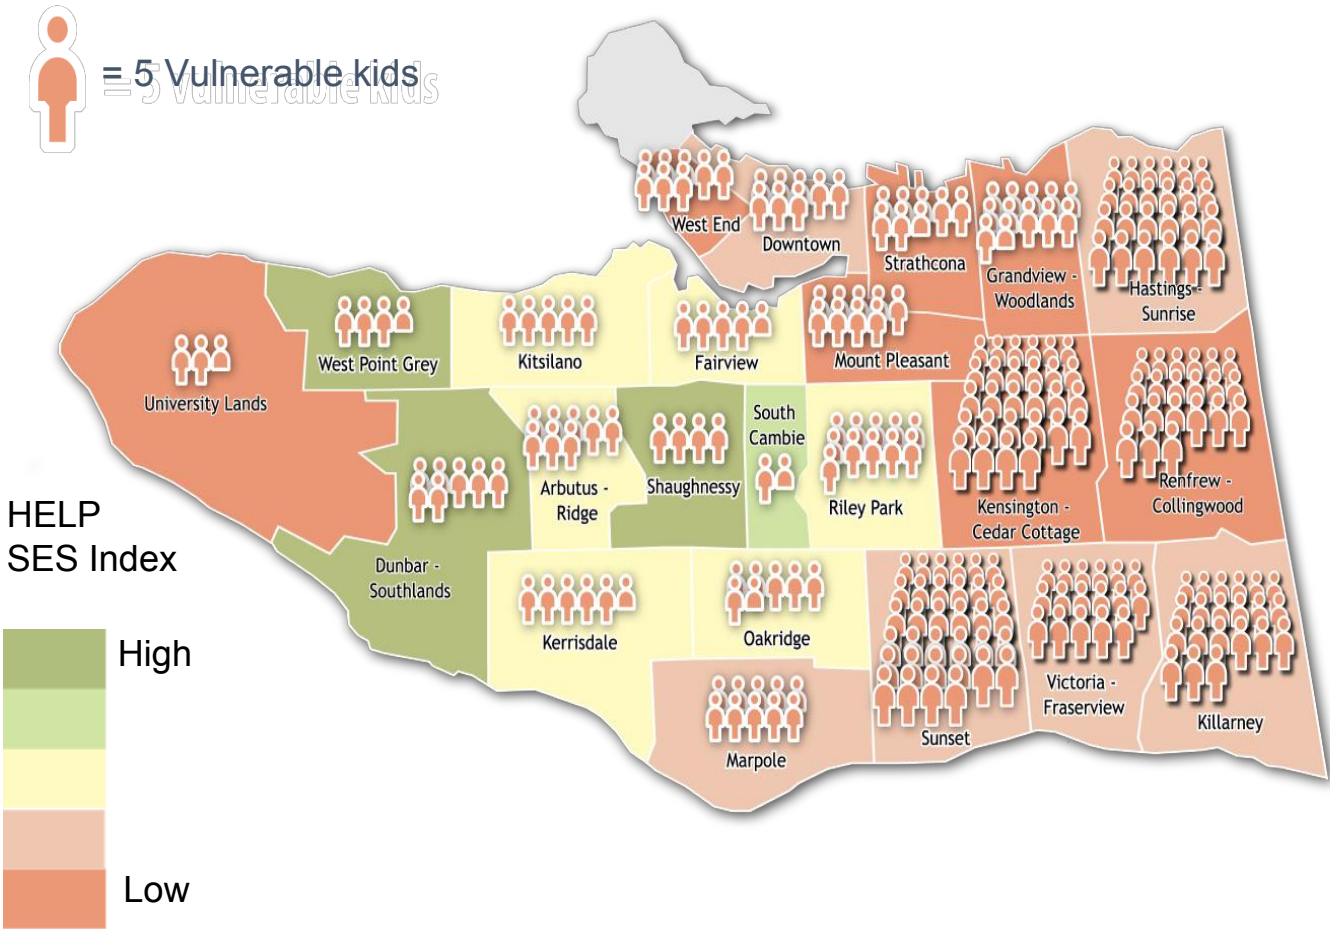 = 5 Vulnerable kids
West End
Downtown
Strathcona
Grandview -
Woodlands
Hastings -
Sunrise
West Point Grey
Kitsilano
Fairview
Mount Pleasant
University Lands
South
Cambie
Arbutus -
Ridge
Shaughnessy
Riley Park
Kensington -
Cedar Cottage
Renfrew -
Collingwood
HELP
SES Index
Dunbar -
Southlands
Kerrisdale
Oakridge
Victoria -
Fraserview
Sunset
Killarney
Marpole
High
Low